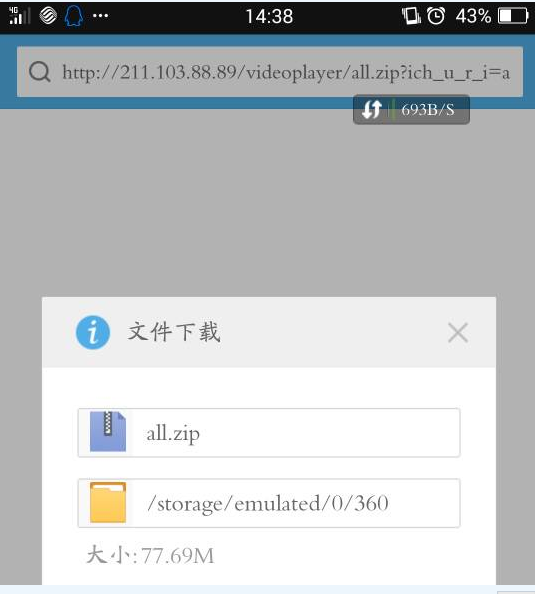 4G 14:38 43%
http://211.103.88.89/videoplayer/all.zip?ich_u_r_i=a
693B/S
文件下载
all.zip
/storage/emulated/0/360
大小:77.69M